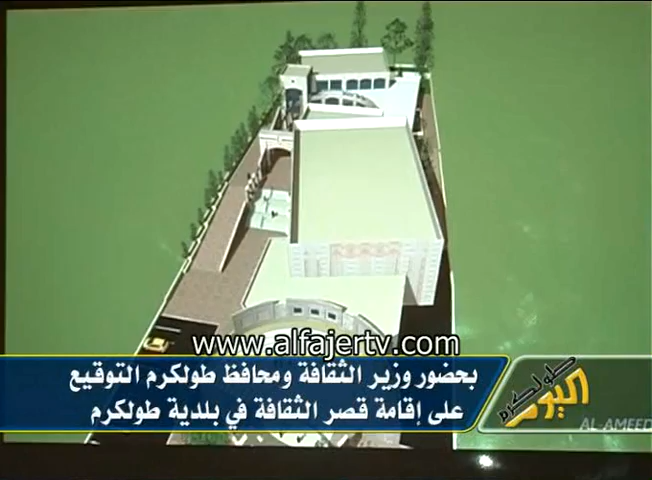 www.alfajertv.com
بحضور وزير الثقافة ومحافظ طولكرم التوقيع
على إقامة قصر الثقافة في بلدية طولكرم
طولكرم
اليوم
AL-AMEED